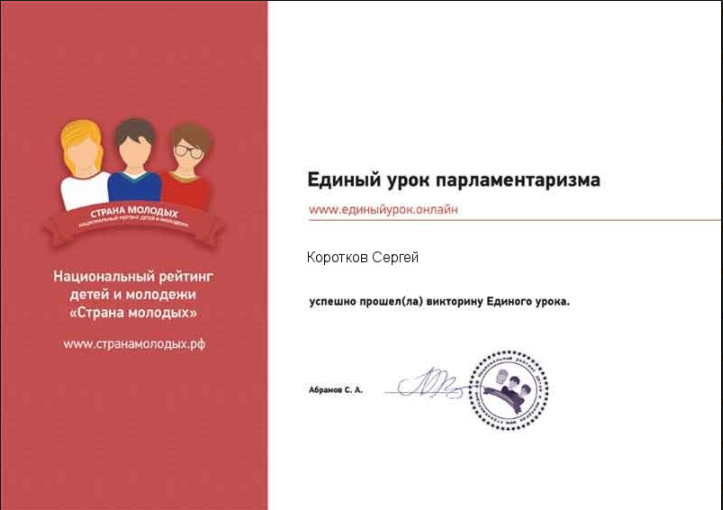 СТРАНА МОЛОДЫХ
НАЦИОНАЛЬНЫЙ РЕЙТИНГ ДЕТЕЙ И МОЛОДЕЖИ
Национальный рейтинг
детей и молодежи
«Страна молодых»
www.странамолодых.рф
Единый урок парламентаризма
www.единыйурок.онлайн
Коротков Сергей
успешно прошел(ла) викторину Единого урока.
Абрамов С. А.